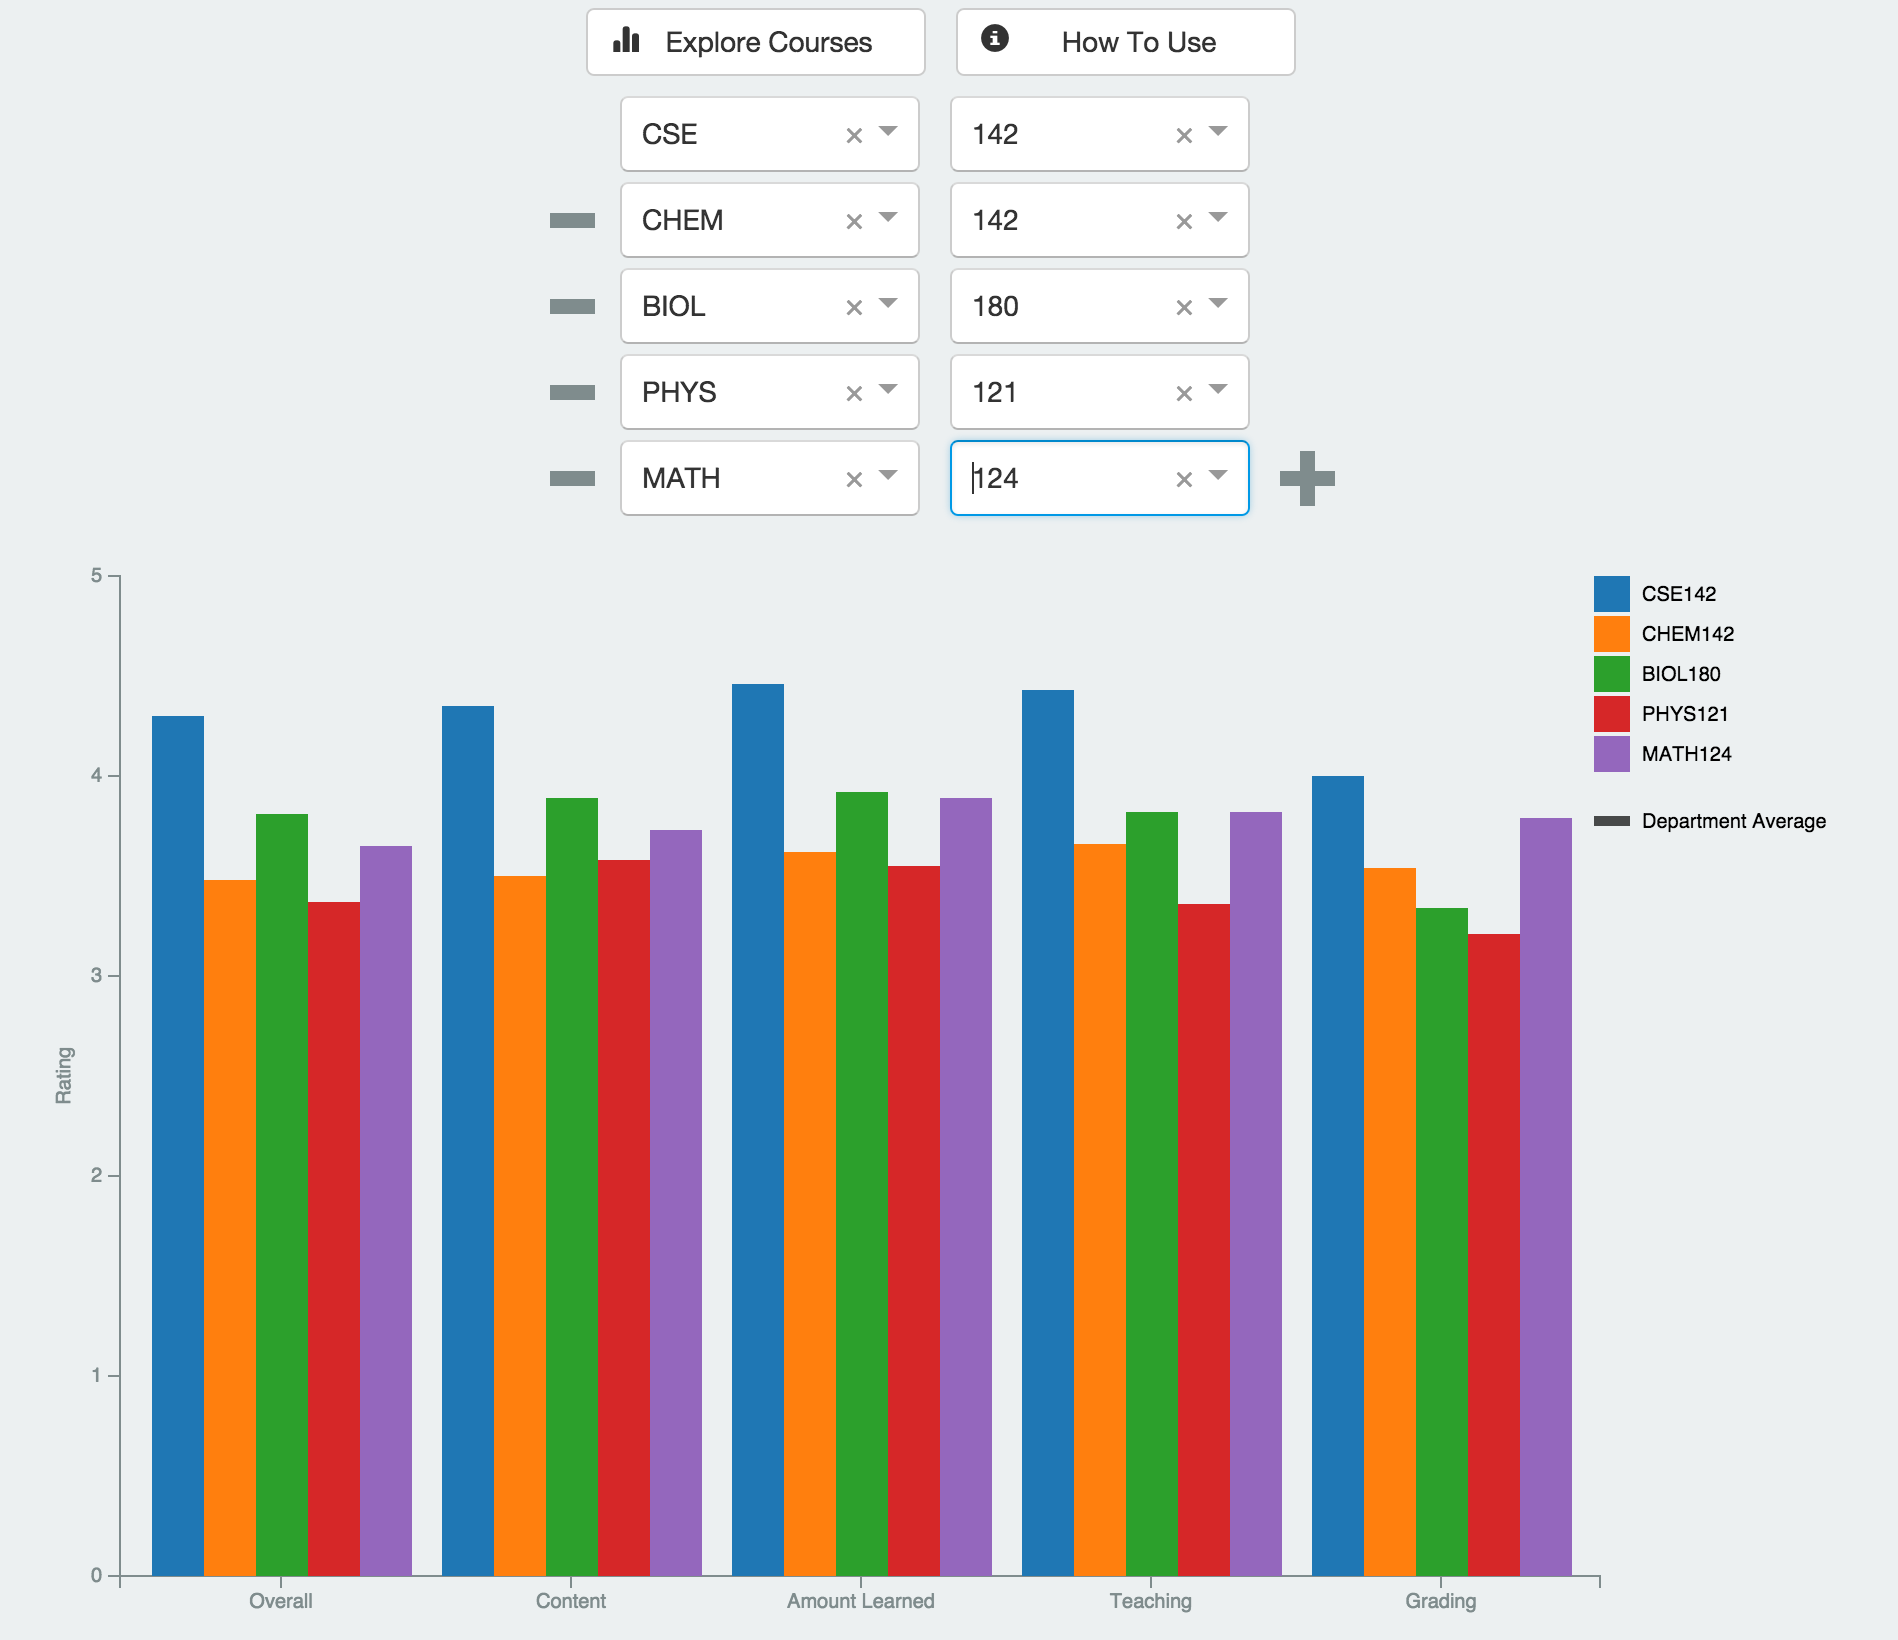 Explore Courses
How To Use
CSE
142
CHEM
142
BIOL
180
PHYS
121
MATH
124
5
4
3
2
1
0
Rating
Overall
Content
Amount Learned
Teaching
Grading
CSE142
CHEM142
BIOL180
PHYS121
MATH124
Department Average